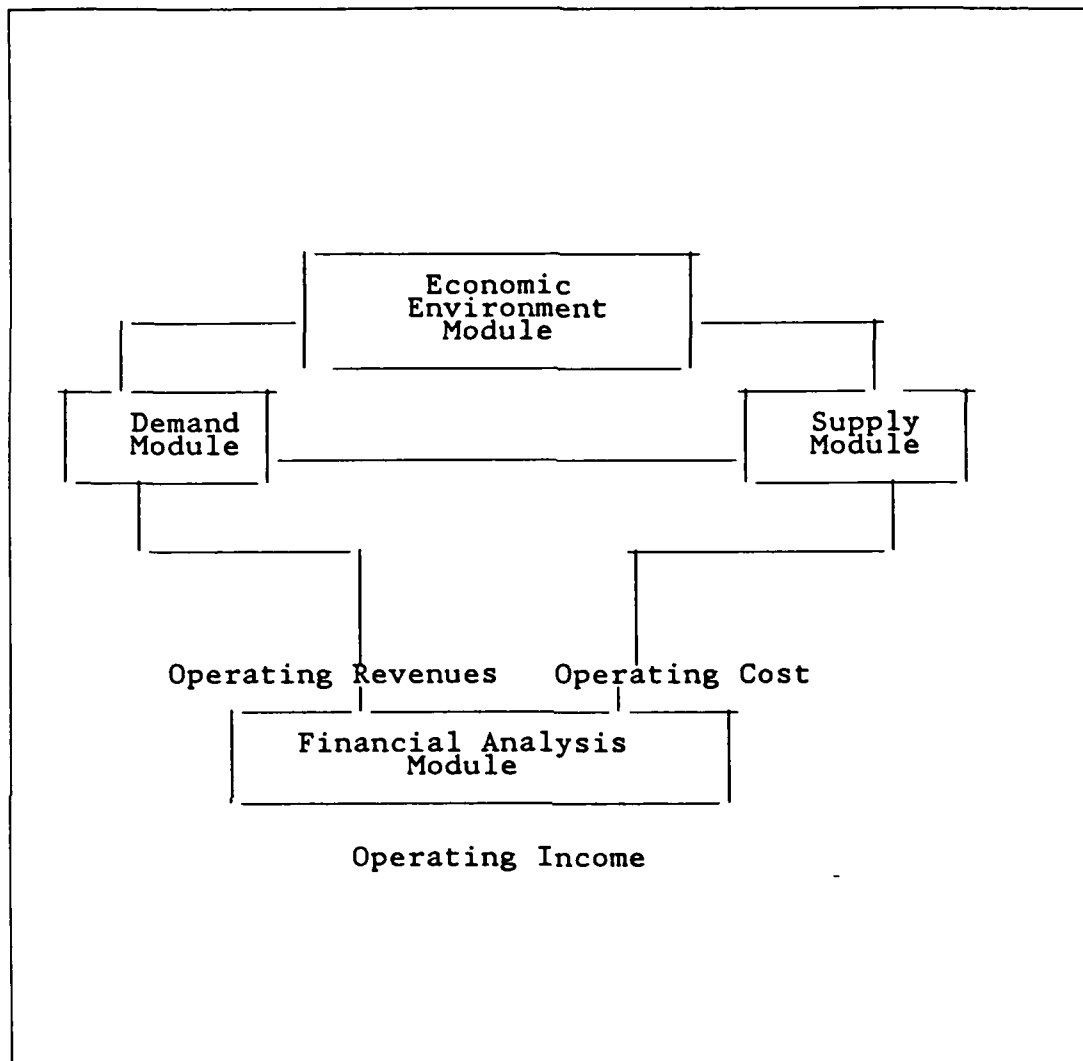 Economic
Environment
Module
Demand
Module
Supply
Module
Operating Revenues
Operating Cost
Financial Analysis
Module
Operating Income